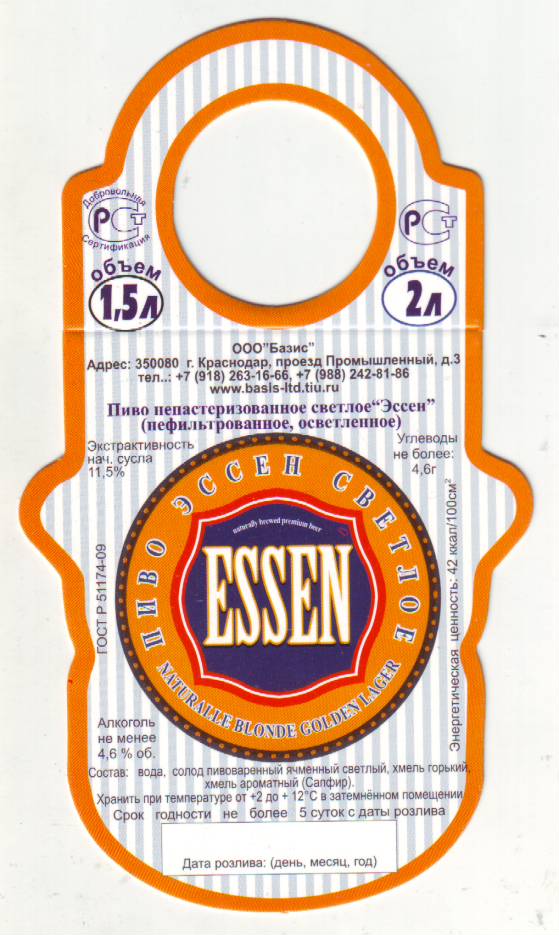 Добровольная
РСТ
Сертификация
РСТ
объем
1,5л
объем
2л
ООО"Базис"
Адрес: 350080 г. Краснодар, проезд Промышленный, д.3
тел..: +7 (918) 263-16-66, +7 (988) 242-81-86
www.basls-ltd.tiu.ru
Пиво непастеризованное светлое“Эссен”
(нефильтрованное, осветленное)
Экстрактивность
нач. сусла
11,5%
Углеводы
не более:
4,6г
ПИВО ЭССЕН СВЕТЛОЕ
naturally brewed premium beer
ESSEN
NATURALLE BLONDE GOLDEN LAGER
ГОСТ Р 51174-09
Энергетическая ценность: 42 ккал/100см²
Алкоголь
не менее
4,6 % об.
Состав: вода, солод пивоваренный ячменный светлый, хмель горький,
хмель ароматный (Сапфир).
Хранить при температуре от +2 до + 12°С в затемнённом помещении
Срок годности не более 5 суток с даты розлива
Дата розлива: (день, месяц, год)